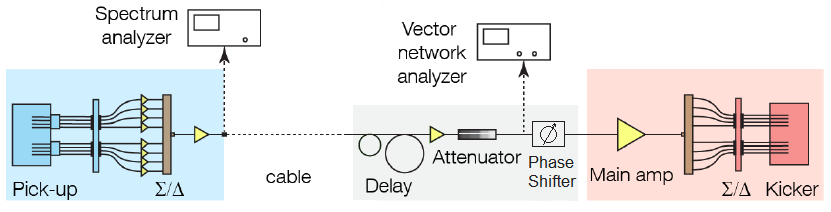 Spectrum
analyzer
Vector
network
analyzer
Pick-up
Σ/Δ
cable
Delay
Attenuator
Phase
Shifter
Main amp
Σ/Δ
Kicker